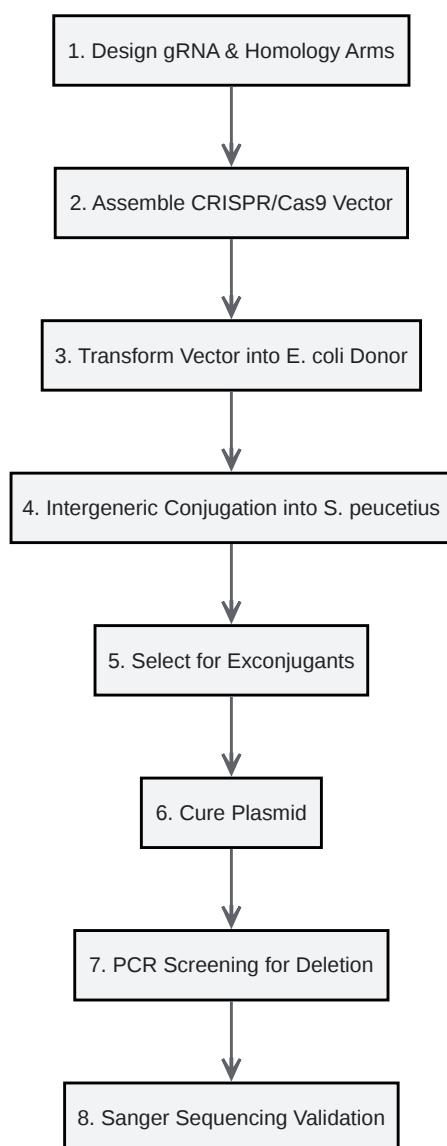 1. Design gRNA & Homology Arms
2. Assemble CRISPR/Cas9 Vector
3. Transform Vector into E. coli Donor
4. Intergeneric Conjugation into S. peucetius
5. Select for Exconjugants
6. Cure Plasmid
7. PCR Screening for Deletion
8. Sanger Sequencing Validation